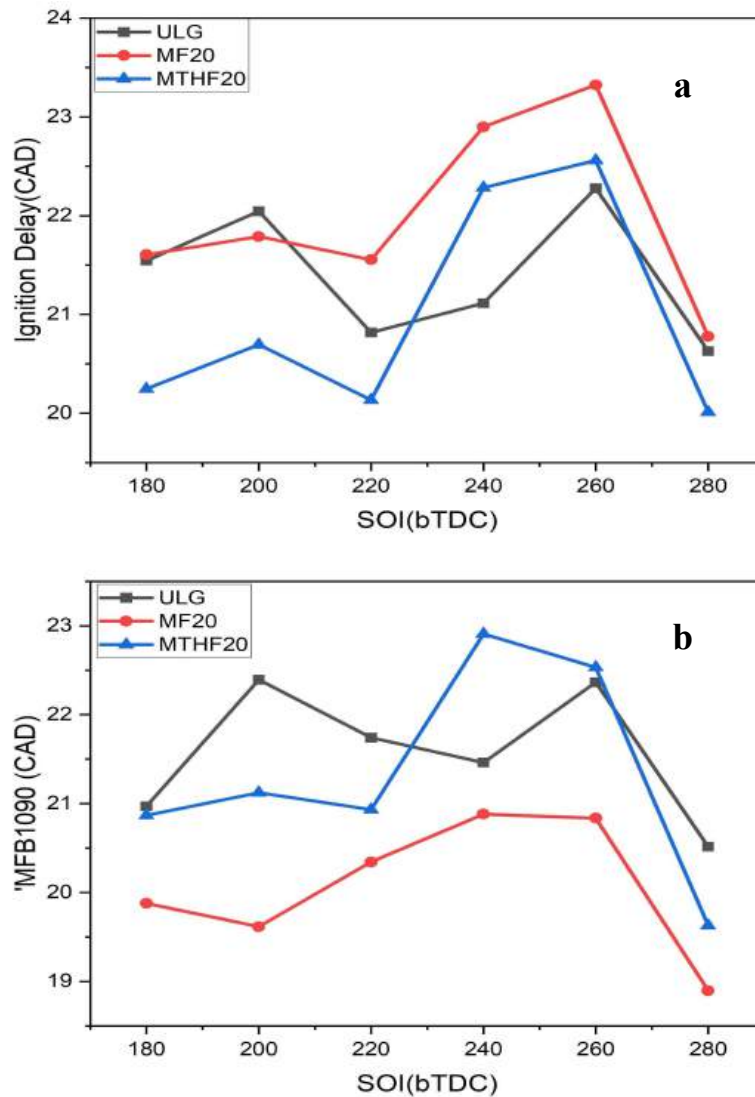 24
23
22
21
20
Ignition Delay(CAD)
ULG
MF20
MTHF20
a
180 200 220 240 260 280
SOI(bTDC)
23
22
21
20
19
'MFB1090 (CAD)
ULG
MF20
MTHF20
b
180 200 220 240 260 280
SOI(bTDC)